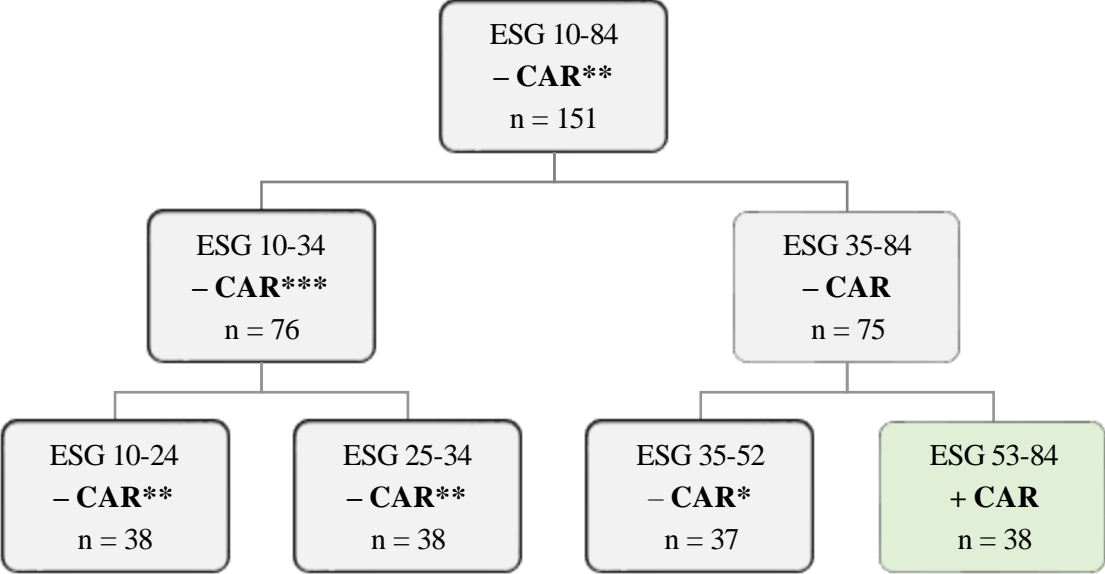 ESG 10-84
– CAR**
n = 151
ESG 10-34
– CAR***
n = 76
ESG 35-84
– CAR
n = 75
ESG 10-24
– CAR**
n = 38
ESG 25-34
– CAR**
n = 38
ESG 35-52
– CAR*
n = 37
ESG 53-84
+ CAR
n = 38